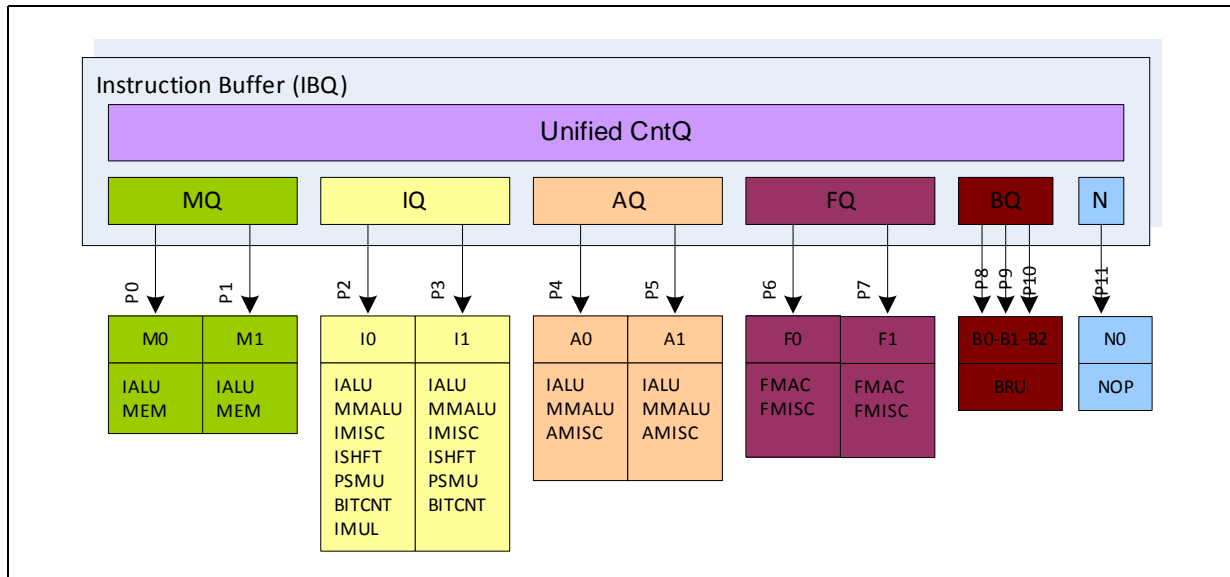 Instruction Buffer (IBQ)
Unified CntQ
MQ IQ AQ FQ BQ N
P0 P1 P2 P3 P4 P5 P6 P7 P8 P9 P10 P11
M0 M1 I0 I1 A0 A1 F0 F1 B0-B1-B2 N0
IALU IALU IALU IALU IALU IALU FMAC FMAC BRU NOP
MEM MEM MMALU MMALU MMALU MMALU FMISC FMISC
IMISC IMISC AMISC AMISC
ISHFT ISHFT
PSMU PSMU
BITCNT BITCNT
IMUL